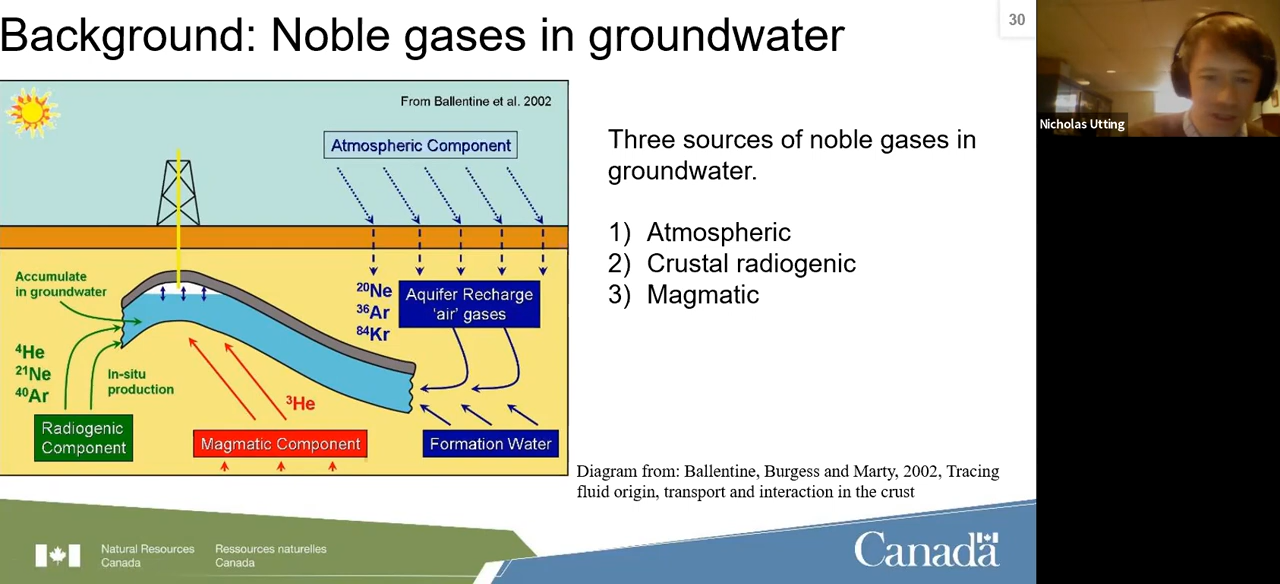 30
Background: Noble gases in groundwater
From Ballentine et al. 2002
Atmospheric Component
Accumulate
in groundwater
20Ne
36Ar
84Kr
Aquifer Recharge
'air' gases
4He
21Ne
40Ar
In-situ
production
3He
Radiogenic
Component
Magmatic Component
Formation Water
Three sources of noble gases in
groundwater.
1) Atmospheric
2) Crustal radiogenic
3) Magmatic
Diagram from: Ballentine, Burgess and Marty, 2002, Tracing
fluid origin, transport and interaction in the crust
Natural Resources
Canada
Ressources naturelles
Canada
Canada
Nicholas Utting